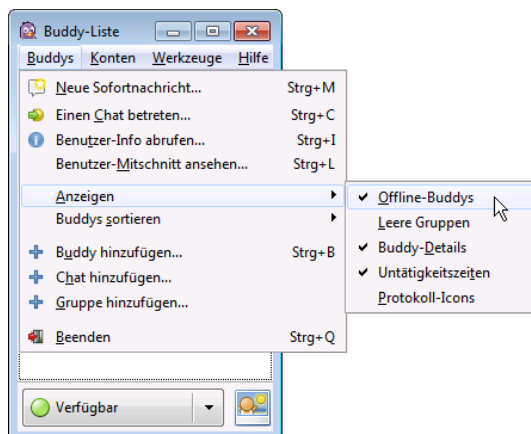 Buddy-Liste
Buddys Konten Werkzeuge Hilfe
Neue Sofortnachricht... Strg+M
Einen Chat betreten... Strg+C
Benutzer-Info abrufen... Strg+I
Benutzer-Mitschnitt ansehen... Strg+L
Anzeigen
Buddys sortieren
Buddy hinzufügen... Strg+B
Chat hinzufügen...
Gruppe hinzufügen...
Beenden Strg+Q
Offline-Buddys
Leere Gruppen
Buddy-Details
Untätigkeitszeiten
Protokoll-Icons
Verfügbar